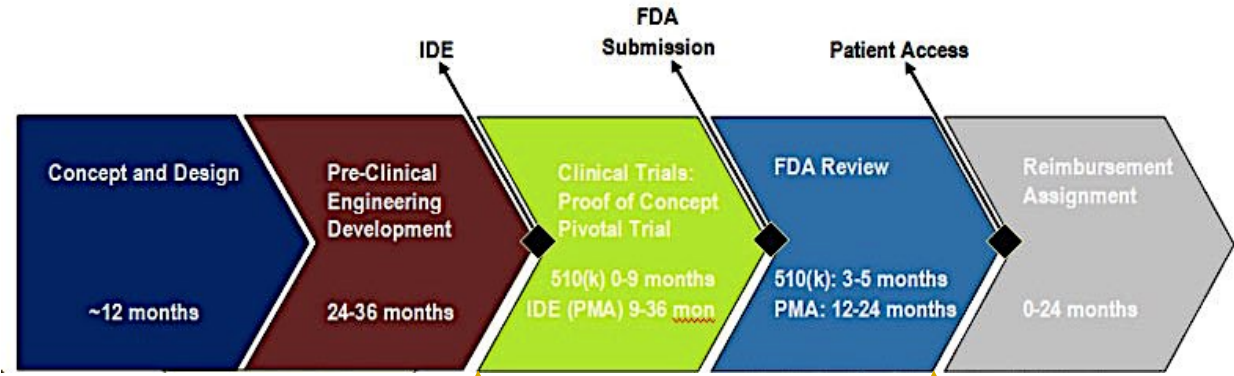 IDE
FDA
Submission
Patient Access
Concept and Design
~12 months
Pre-Clinical
Engineering
Development
24-36 months
Clinical Trials:
Proof of Concept
Pivotal Trial
510(k) 0-9 months
IDE (PMA) 9-36 mon
FDA Review
510(k): 3-5 months
PMA: 12-24 months
Reimbursement
Assignment
0-24 months